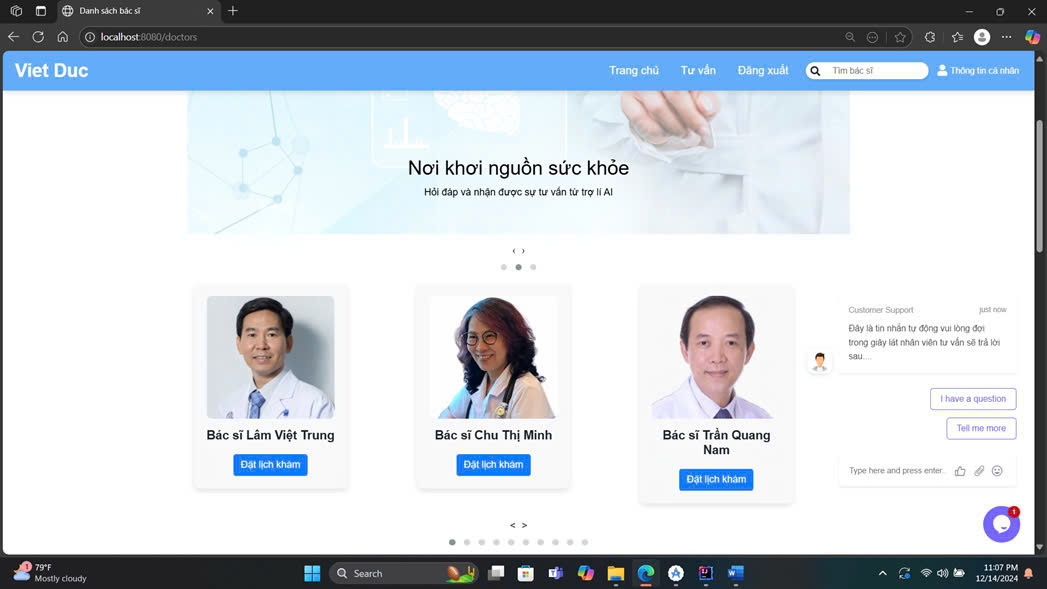 Danh sách bác sĩ
localhost:8080/doctors
Viet Duc
Trang chủ
Tư vấn
Đăng xuất
Tìm bác sĩ
Thông tin cá nhân
Nơi khơi nguồn sức khỏe
Hỏi đáp và nhận được sự tư vấn từ trợ lí AI
‹ ›
Bác sĩ Lâm Việt Trung
Đặt lịch khám
Bác sĩ Chu Thị Minh
Đặt lịch khám
Bác sĩ Trần Quang
Nam
Đặt lịch khám
< >
Customer Support
just now
Đây là tin nhắn tự động vui lòng đợi
trong giây lát nhân viên tư vấn sẽ trả lời
sau....
I have a question
Tell me more
Type here and press enter..
1
1
79°F
Mostly cloudy
Search
11:07 PM
12/14/2024